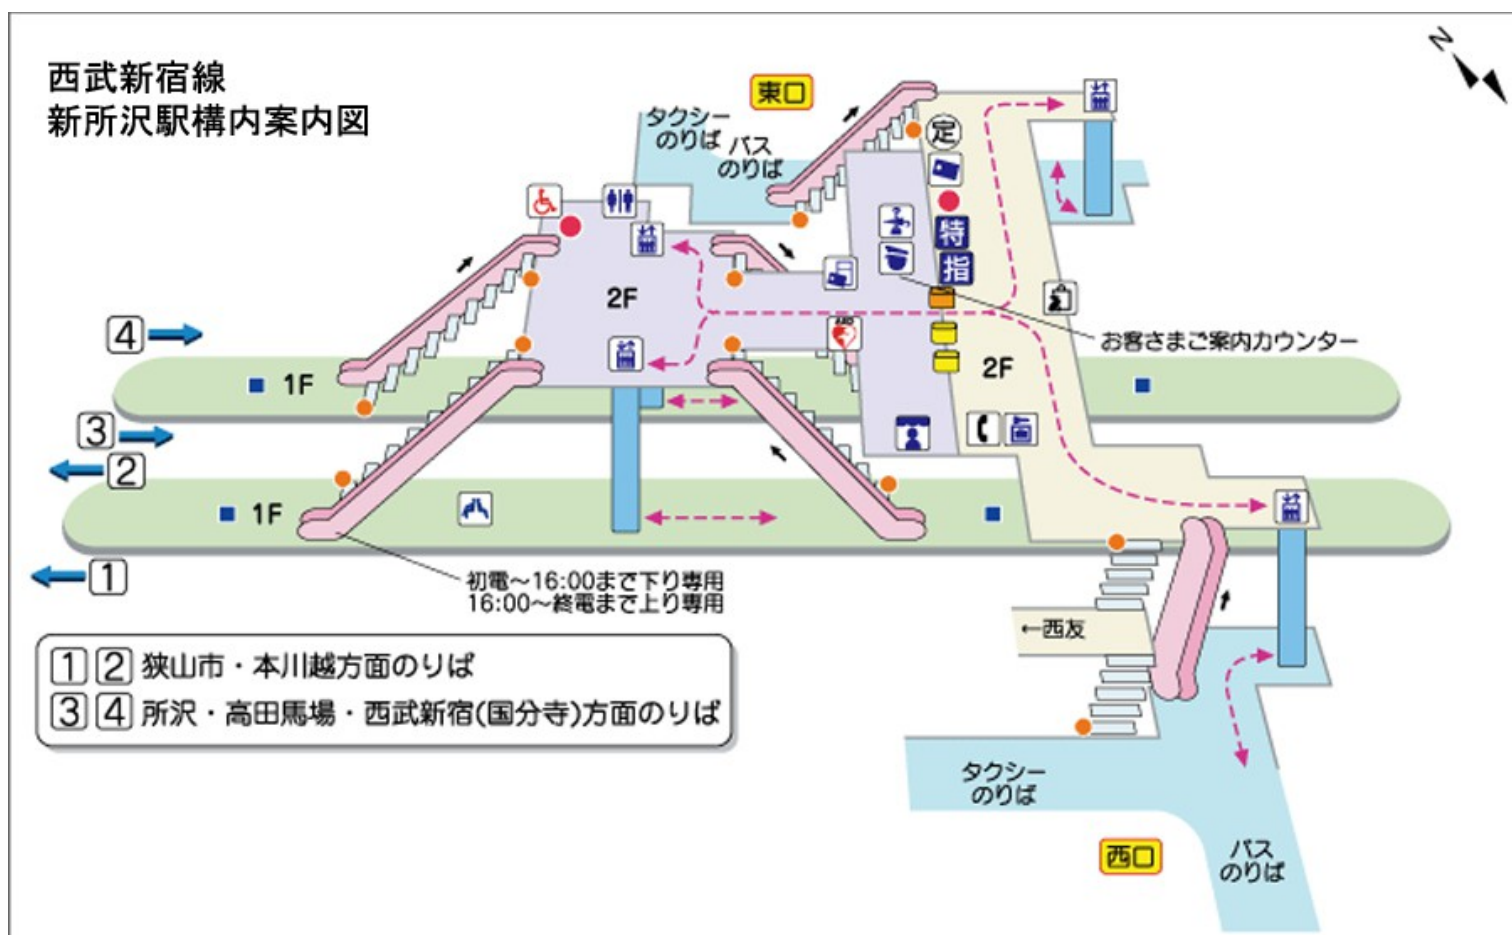 西武新宿線
新所沢駅構内案内図
N
東口
タクシー
のりば
バス
のりば
定
特
指
2F
AED
お客さまご案内カウンター
2F
4
1F
3
2
1F
1
初電～16:00まで下り専用
16:00～終電まで上り専用
←西友
1 2 狭山市・本川越方面のりば
3 4 所沢・高田馬場・西武新宿(国分寺)方面のりば
タクシー
のりば
西口
バス
のりば